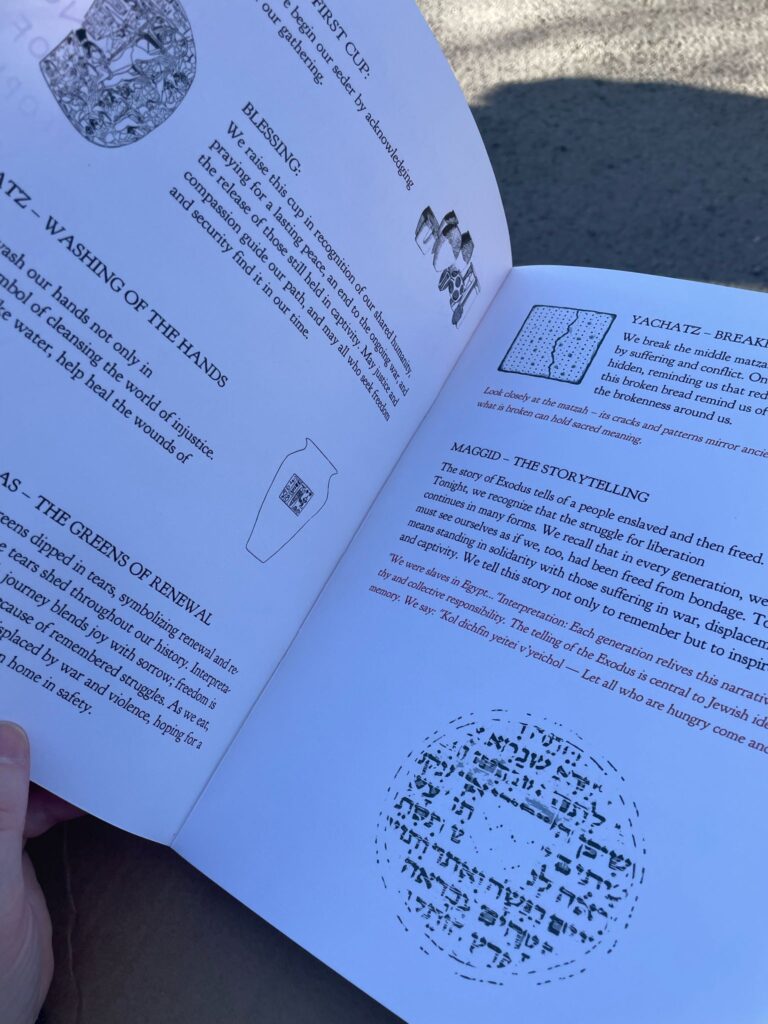 FIRST CUP:
begin our seder by acknowledging
our gathering.
BLESSING:
We raise this cup in recognition of our shared humanity,
praying for a lasting peace, an end to the ongoing war, and
the release of those still held in captivity. May justice and
compassion guide our path, and may all who seek freedom
and security find it in our time.
ATZ – WASHING OF THE HANDS
wash our hands not only in
symbol of cleansing the world of injustice.
water, help heal the wounds of
AS – THE GREENS OF RENEWAL
greens dipped in tears, symbolizing renewal and re-
tears shed throughout our history. Interpreta-
journey blends joy with sorrow; freedom is
because of remembered struggles. As we eat,
displaced by war and violence, hoping for a
home in safety.
YACHATZ – BREAK
We break the middle matza
by suffering and conflict. On
hidden, reminding us that red
this broken bread remind us of
the brokenness around us.
Look closely at the matzah – its cracks and patterns mirror ancie
what is broken can hold sacred meaning.
MAGGID – THE STORYTELLING
The story of Exodus tells of a people enslaved and then freed.
Tonight, we recognize that the struggle for liberation
continues in many forms. We recall that in every generation, we
must see ourselves as if we, too, had been freed from bondage. To
means standing in solidarity with those suffering in war, displacem
and captivity. We tell this story not only to remember but to inspir
"We were slaves in Egypt... "Interpretation: Each generation relives this narrativ
thy and collective responsibility. The telling of the Exodus is central to Jewish ide
memory. We say: "Kol dichfin yeitei v'yeichol — Let all who are hungry come and